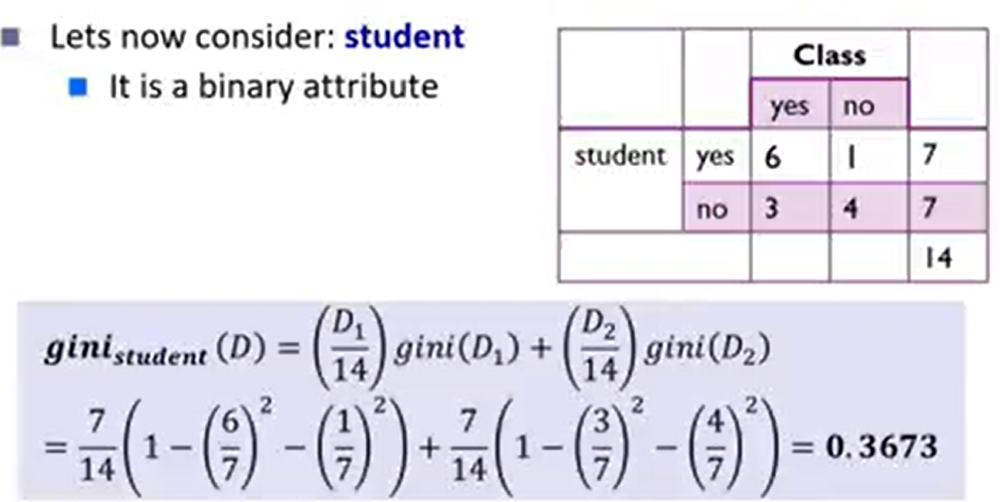 Lets now consider: student
It is a binary attribute
Class
yes no
student yes 6 1 7
no 3 4 7
14
gini_student (D) = (D₁/14) gini(D₁) + (D₂/14) gini(D₂)
= 7/14 (1 − (6/7)² − (1/7)²) + 7/14 (1 − (3/7)² − (4/7)²) = 0.3673